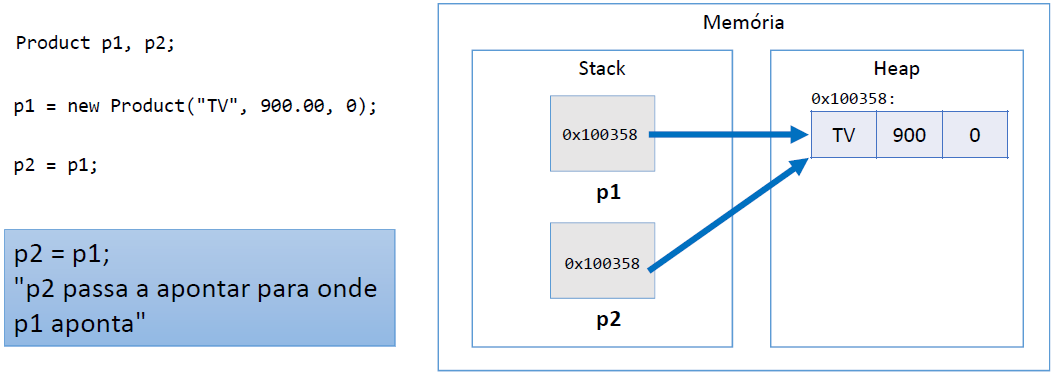 Product p1, p2;
p1 = new Product("TV", 900.00, 0);
p2 = p1;
p2 = p1;
"p2 passa a apontar para onde
p1 aponta"
Memória
Stack
0x100358
p1
0x100358
p2
Heap
0x100358:
TV 900 0